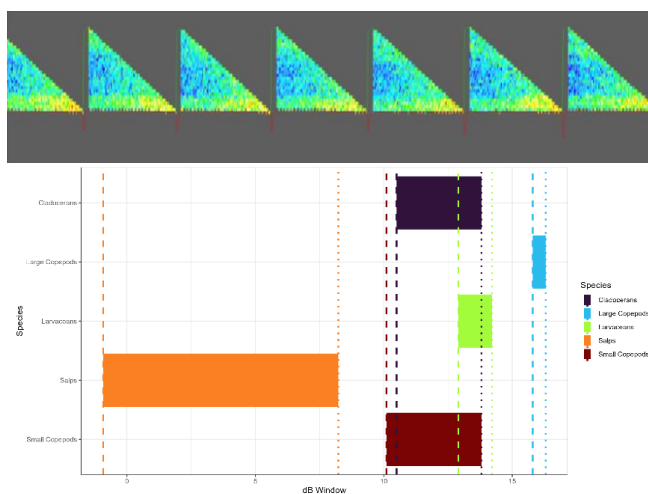 Cladocerans
Large Copepods
Larvaceans
Salps
Small Copepods
Species
0
5
10
15
dB Window
Species
Cladocerans
Large Copepods
Larvaceans
Salps
Small Copepods